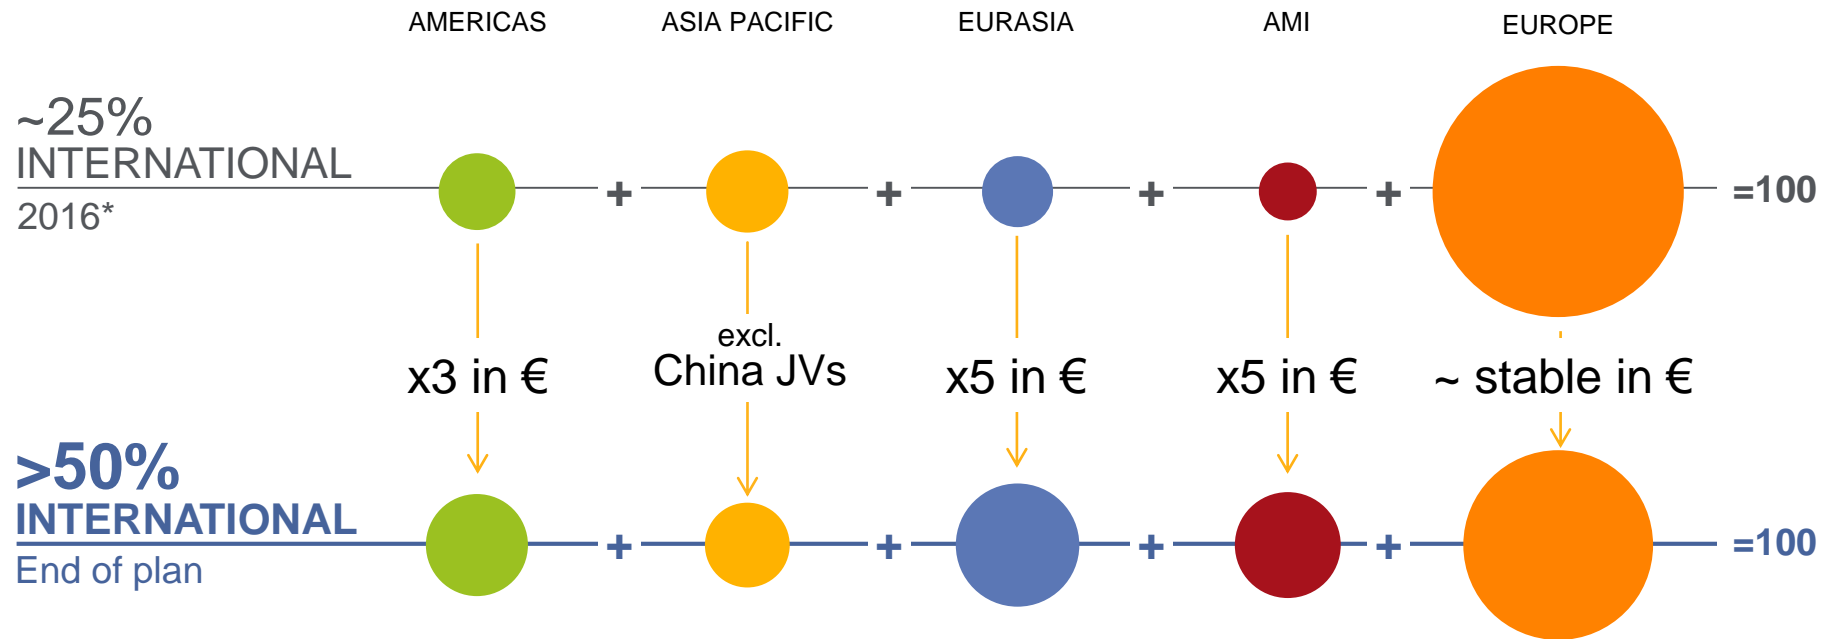 AMERICAS
ASIA PACIFIC
EURASIA
AMI
EUROPE
~25%
INTERNATIONAL
2016*
+
+
+
+
=100
x3 in €
excl.
China JVs
x5 in €
x5 in €
~ stable in €
>50%
INTERNATIONAL
End of plan
+
+
+
+
=100